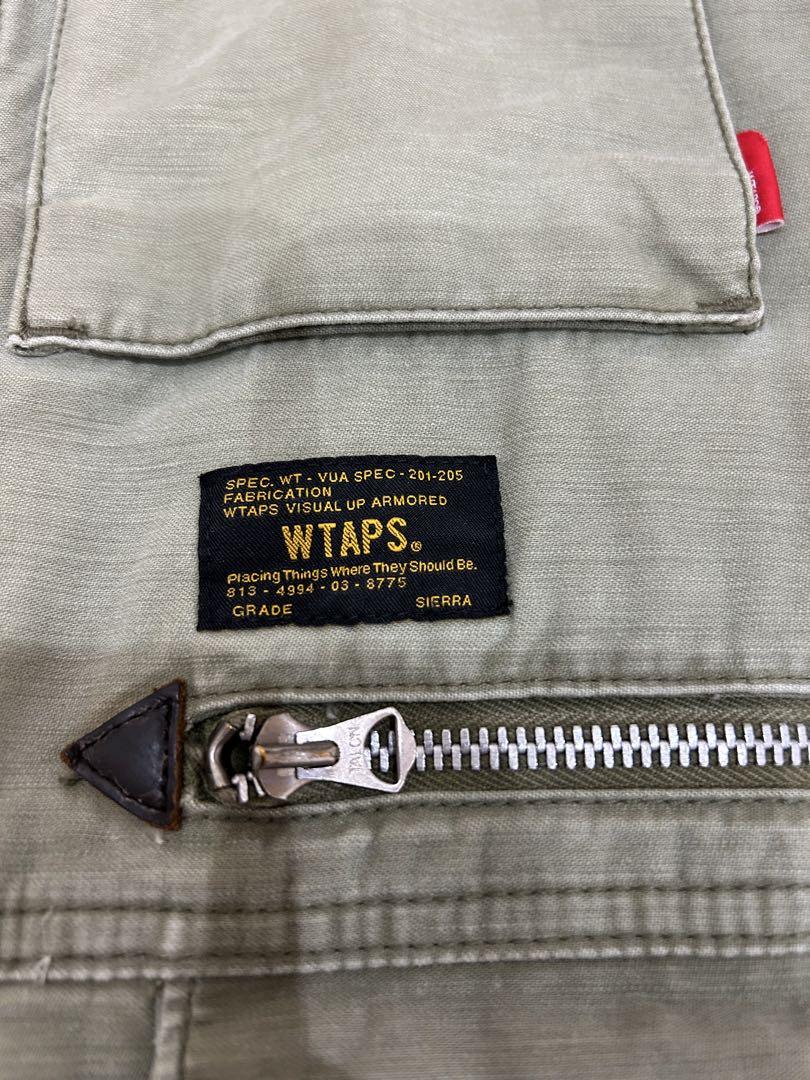 SPEC. WT - VUA SPEC - 201-205
FABRICATION
WTAPS VISUAL UP ARMORED
WTAPS®
Placing Things Where They Should Be.
813 - 4994 - 03 - 8775
GRADE SIERRA
TALON